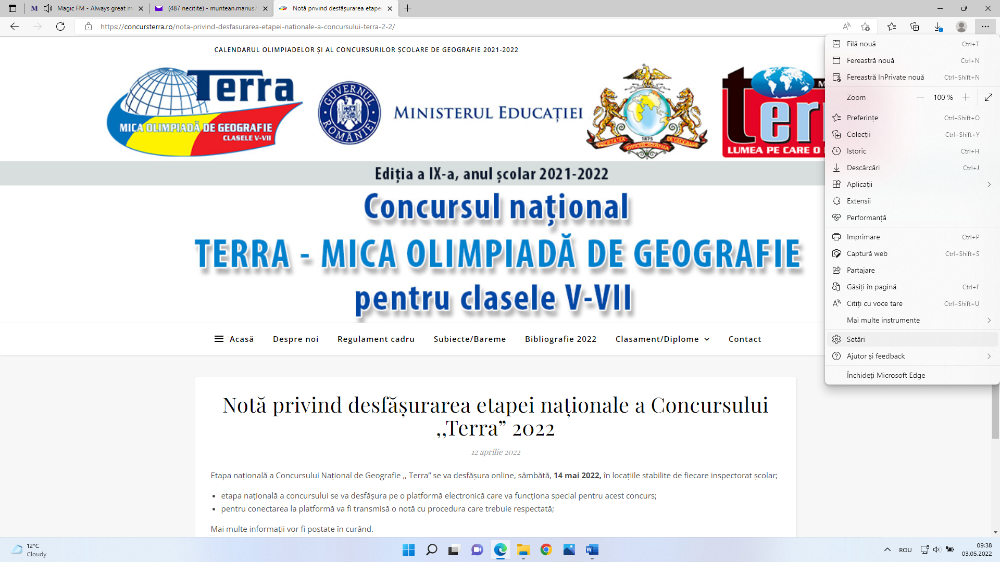 Magic FM - Always great m
(487 necitite) - muntean.marius7
Notă privind desfășurarea etapei
https://concursterra.ro/nota-privind-desfasurarea-etapei-nationale-a-concursului-terra-2-2/
CALENDARUL OLIMPIADELOR ȘI AL CONCURSURILOR ȘCOLARE DE GEOGRAFIE 2021-2022
Terra
MICA OLIMPIADĂ DE GEOGRAFIE
CLASELE V-VII
GUVERNUL ROMÂNIEI
MINISTERUL EDUCAȚIEI
1875
SOCIETATEA DE GEOGRAFIE DIN ROMANIA
LUMEA PE CARE O
Ediția a IX-a, anul școlar 2021-2022
Concursul național
TERRA - MICA OLIMPIADĂ DE GEOGRAFIE
pentru clasele V-VII
Acasă Despre noi Regulament cadru Subiecte/Bareme Bibliografie 2022 Clasament/Diplome Contact
Notă privind desfășurarea etapei naționale a Concursului
,,Terra” 2022
12 aprilie 2022
Etapa națională a Concursului Național de Geografie ,, Terra” se va desfășura online, sâmbătă, 14 mai 2022, în locațiile stabilite de fiecare inspectorat școlar;
• etapa națională a concursului se va desfășura pe o platformă electronică care va funcționa special pentru acest concurs;
• pentru conectarea la platformă va fi transmisă o notă cu procedura care trebuie respectată;
Mai multe informații vor fi postate în curând.
Filă nouă Ctrl+T
Fereastră nouă Ctrl+N
Fereastră InPrivate nouă Ctrl+Shift+N
Zoom 100 %
Preferințe Ctrl+Shift+O
Colecții Ctrl+Shift+Y
Istoric Ctrl+H
Descărcări Ctrl+J
Aplicații
Extensii
Performanță
Imprimare Ctrl+P
Captură web Ctrl+Shift+S
Partajare
Găsiți în pagină Ctrl+F
Citiți cu voce tare Ctrl+Shift+U
Mai multe instrumente
Setări
Ajutor și feedback
Închideți Microsoft Edge
12°C
Cloudy
ROU
09:38
03.05.2022